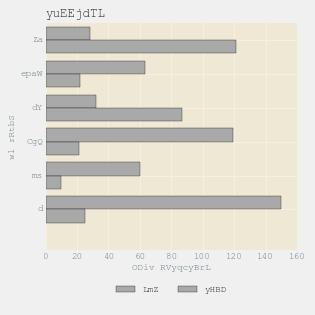 yuEEjdTL
Za
epaW
dY
CgQ
ms
d
wl rRtbS
0 20 40 60 80 100 120 140 160
ODiv RVyqcyBrL
LmZ yHBD